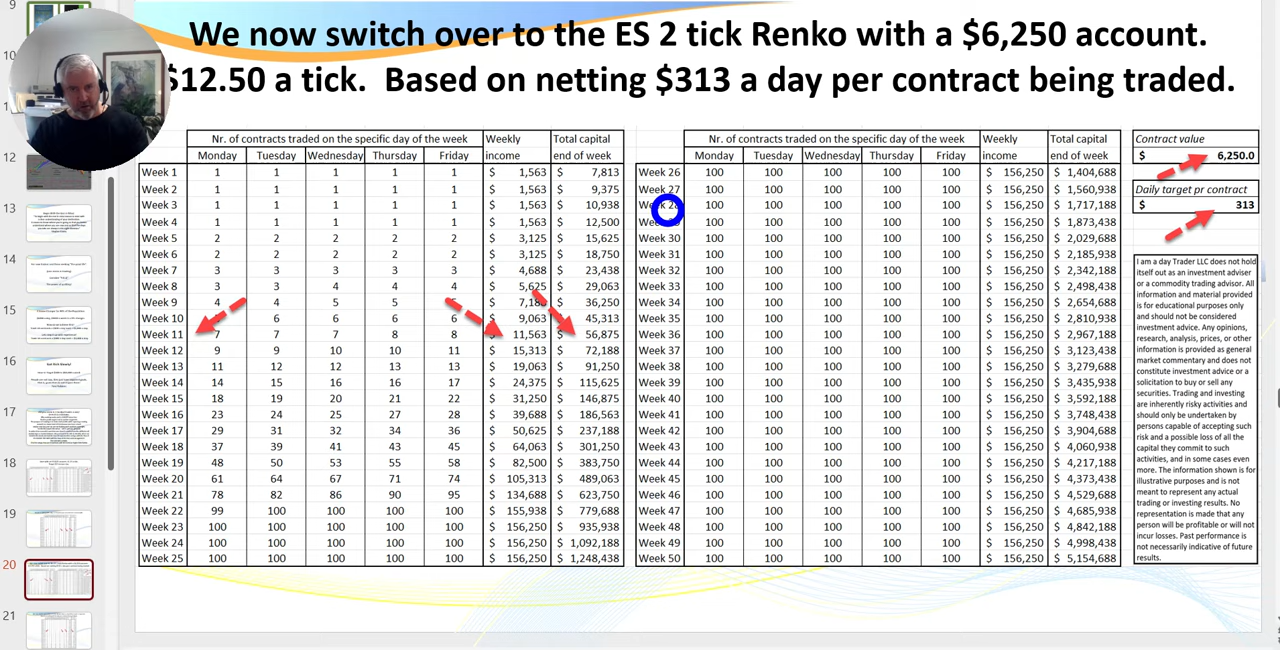 We now switch over to the ES 2 tick Renko with a $6,250 account.
$12.50 a tick. Based on netting $313 a day per contract being traded.
Nr. of contracts traded on the specific day of the week Weekly Total capital
Monday Tuesday Wednesday Thursday Friday income end of week
Week 1 1 1 1 1 1 $ 1,563 $ 7,813
Week 2 1 1 1 1 1 $ 1,563 $ 9,375
Week 3 1 1 1 1 1 $ 1,563 $ 10,938
Week 4 1 1 1 1 1 $ 1,563 $ 12,500
Week 5 2 2 2 2 2 $ 3,125 $ 15,625
Week 6 2 2 2 2 2 $ 3,125 $ 18,750
Week 7 3 3 3 3 3 $ 4,688 $ 23,438
Week 8 3 3 4 4 4 $ 5,625 $ 29,063
Week 9 4 4 5 5 $ $ 36,250
Week 10 6 6 6 6 9,063 45,313
Week 11 7 7 7 8 8 $ 11,563 $ 56,875
Week 12 9 9 10 10 11 $ 15,313 $ 72,188
Week 13 11 12 12 13 13 $ 19,063 $ 91,250
Week 14 14 15 16 16 17 $ 24,375 $ 115,625
Week 15 18 19 20 21 22 $ 31,250 $ 146,875
Week 16 23 24 25 27 28 $ 39,688 $ 186,563
Week 17 29 31 32 34 36 $ 50,625 $ 237,188
Week 18 37 39 41 43 45 $ 64,063 $ 301,250
Week 19 48 50 53 55 58 $ 82,500 $ 383,750
Week 20 61 64 67 71 74 $ 105,313 $ 489,063
Week 21 78 82 86 90 95 $ 134,688 $ 623,750
Week 22 99 100 100 100 100 $ 155,938 $ 779,688
Week 23 100 100 100 100 100 $ 156,250 $ 935,938
Week 24 100 100 100 100 100 $ 156,250 $ 1,092,188
Week 25 100 100 100 100 100 $ 156,250 $ 1,248,438
Nr. of contracts traded on the specific day of the week Weekly Total capital
Monday Tuesday Wednesday Thursday Friday income end of week
Week 26 100 100 100 100 100 $ 156,250 $ 1,404,688
Week 27 100 100 100 100 100 $ 156,250 $ 1,560,938
Week 28 100 100 100 100 100 $ 156,250 $ 1,717,188
100 100 100 100 100 $ 156,250 $ 1,873,438
Week 30 100 100 100 100 100 $ 156,250 $ 2,029,688
Week 31 100 100 100 100 100 $ 156,250 $ 2,185,938
Week 32 100 100 100 100 100 $ 156,250 $ 2,342,188
Week 33 100 100 100 100 100 $ 156,250 $ 2,498,438
Week 34 100 100 100 100 100 $ 156,250 $ 2,654,688
Week 35 100 100 100 100 100 $ 156,250 $ 2,810,938
Week 36 100 100 100 100 100 $ 156,250 $ 2,967,188
Week 37 100 100 100 100 100 $ 156,250 $ 3,123,438
Week 38 100 100 100 100 100 $ 156,250 $ 3,279,688
Week 39 100 100 100 100 100 $ 156,250 $ 3,435,938
Week 40 100 100 100 100 100 $ 156,250 $ 3,592,188
Week 41 100 100 100 100 100 $ 156,250 $ 3,748,438
Week 42 100 100 100 100 100 $ 156,250 $ 3,904,688
Week 43 100 100 100 100 100 $ 156,250 $ 4,060,938
Week 44 100 100 100 100 100 $ 156,250 $ 4,217,188
Week 45 100 100 100 100 100 $ 156,250 $ 4,373,438
Week 46 100 100 100 100 100 $ 156,250 $ 4,529,688
Week 47 100 100 100 100 100 $ 156,250 $ 4,685,938
Week 48 100 100 100 100 100 $ 156,250 $ 4,842,188
Week 49 100 100 100 100 100 $ 156,250 $ 4,998,438
Week 50 100 100 100 100 100 $ 156,250 $ 5,154,688
Contract value
$ 6,250.0
Daily target pr contract
$ 313
I am a day Trader LLC does not hold
itself out as an investment adviser
or a commodity trading advisor. All
information and material provided
is for educational purposes only
and should not be considered
investment advice. Any opinions,
research, analysis, prices, or other
information is provided as general
market commentary and does not
constitute investment advice or a
solicitation to buy or sell any
securities. Trading and investing
are inherently risky activities and
should only be undertaken by
persons capable of accepting such
risk and a possible loss of all the
capital they commit to such
activities, and in some cases even
more. The information shown is for
illustrative purposes and is not
meant to represent any actual
trading or investing results. No
representation is made that any
person will be profitable or will not
incur losses. Past performance is
not necessarily indicative of future
results.
9
10
12
13
14
15
16
17
18
19
20
21